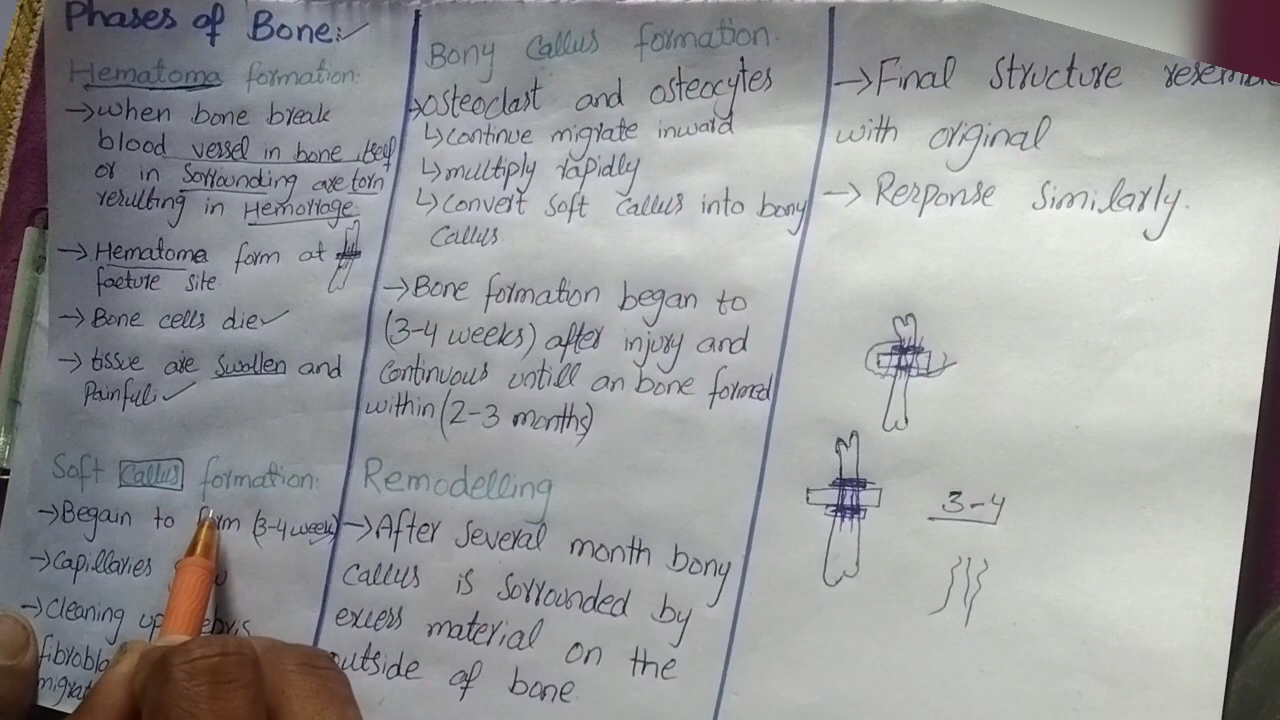 Phases of Bone:
Hematoma formation:
→when bone break
blood vessel in bone itself
or in Sorrounding are torn
resulting in Hemorrage
→Hematoma form at
facture site
→Bone cells die
→tissue are Swollen and
Painful.
Soft Callus formation:
→Begain to form (3-4 week)
→Capillaries
→Cleaning up
Bony Callus formation.
→osteoclast and osteocytes
↳continue migrate inward
↳multiply rapidly
↳Convert Soft Callus into bony
Callus.
→Bone formation began to
(3-4 weeks) after injury and
continuous untill an bone formed
within (2-3 months)
Remodelling
→After several month bony
Callus is Sorrounded by
excess material on the
outside of bone.
→Final Structure
with original
→ Response Similarly.
3-4